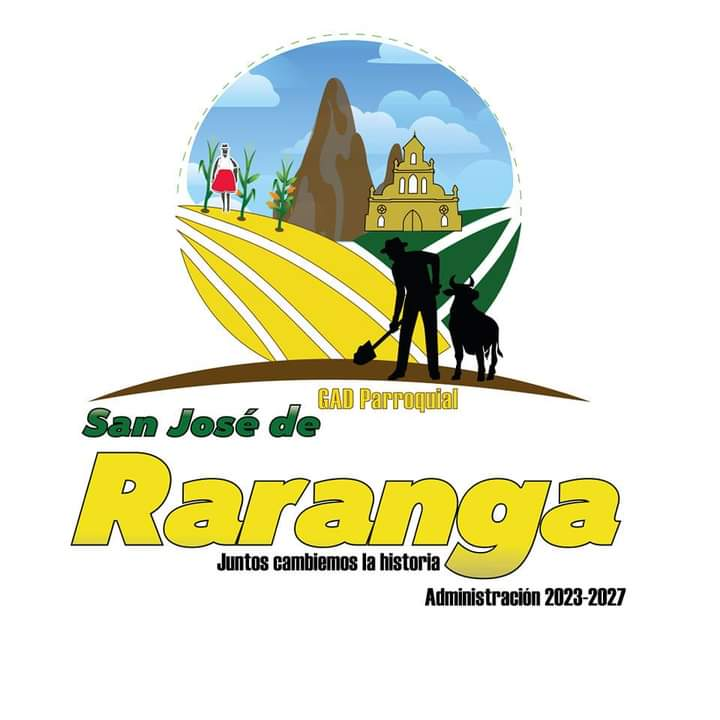 GAD Parroquial
San José de
Raranga
Juntos cambiemos la historia
Administración 2023-2027